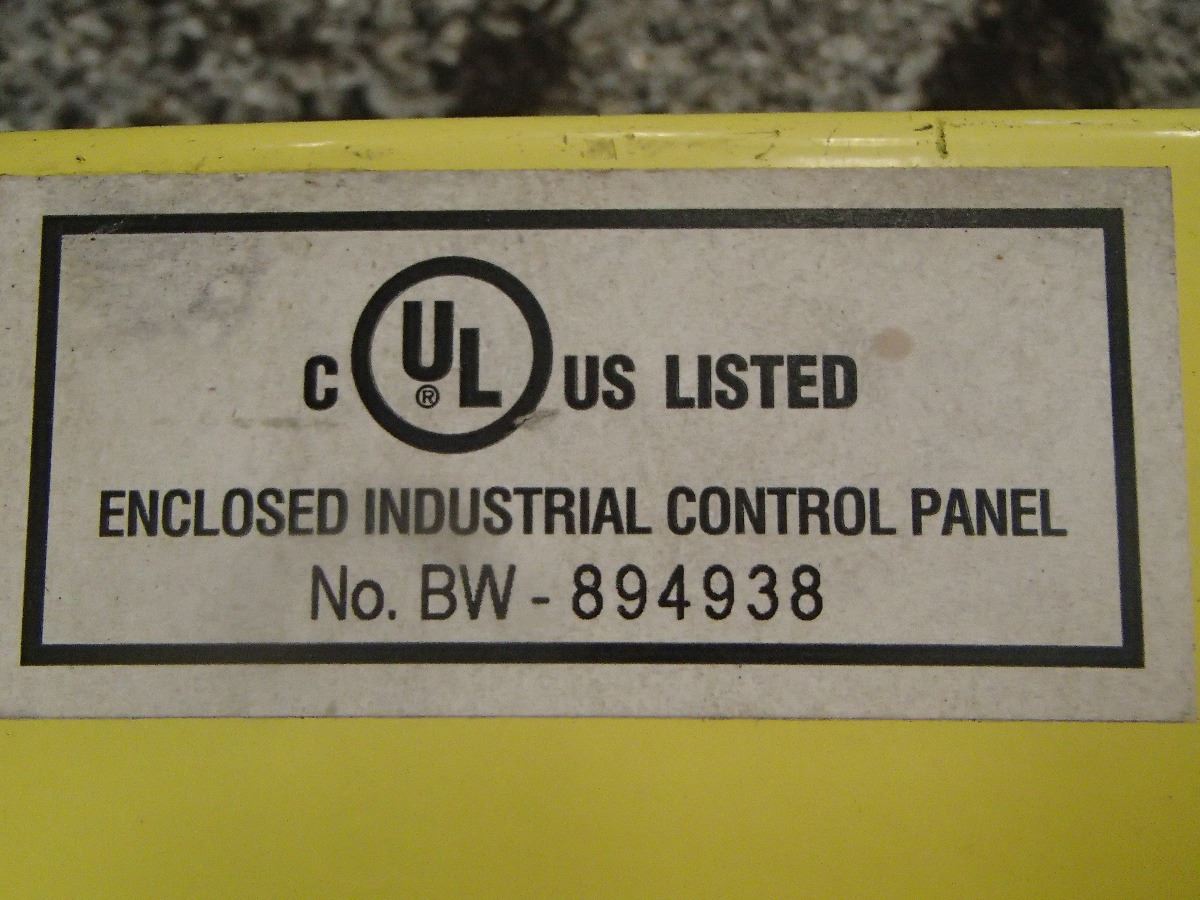 C UL® US LISTED
ENCLOSED INDUSTRIAL CONTROL PANEL
No. BW - 894938